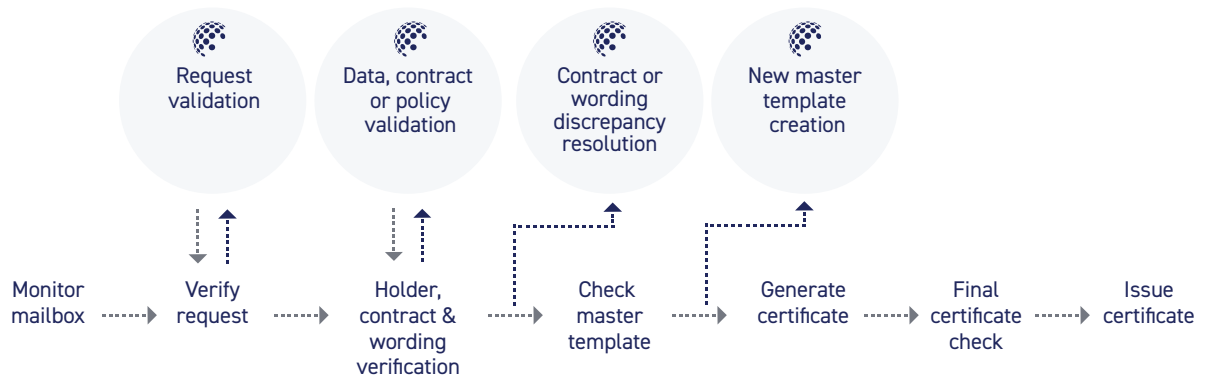 Request
validation
Data, contract
or policy
validation
Contract or
wording
discrepancy
resolution
New master
template
creation
Monitor
mailbox
Verify
request
Holder,
contract &
wording
verification
Check
master
template
Generate
certificate
Final
certificate
check
Issue
certificate